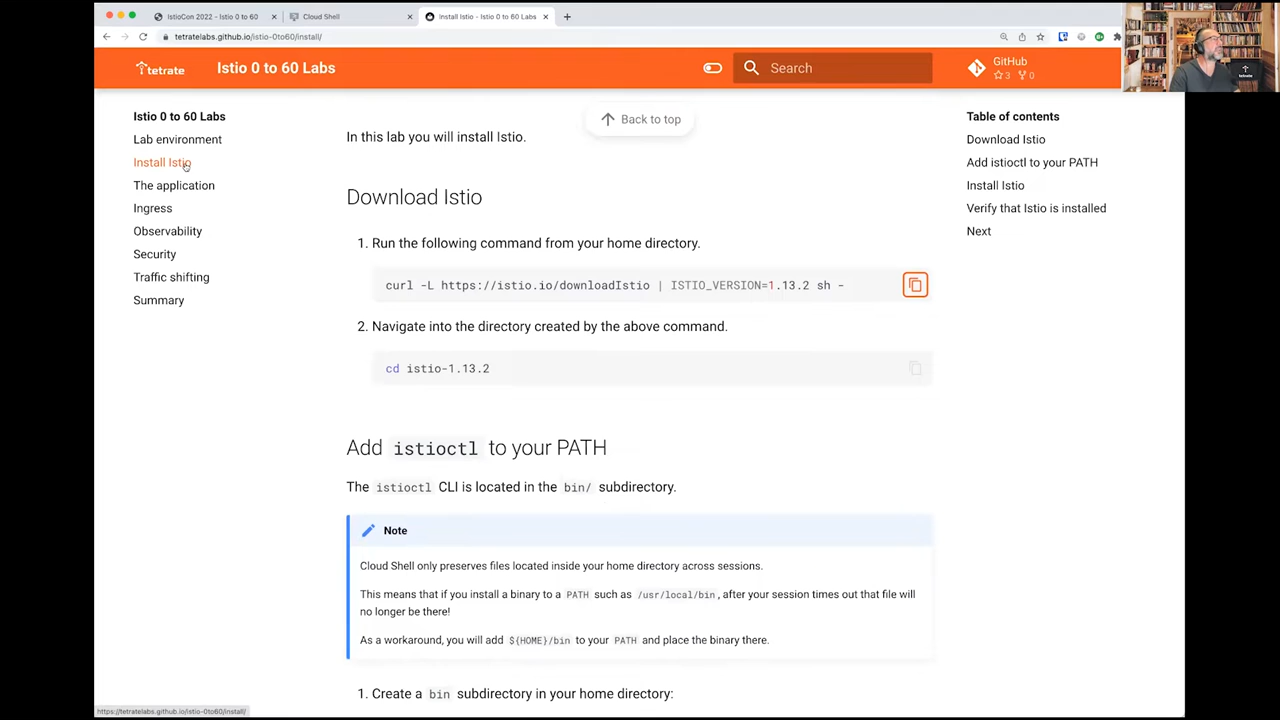 IstioCon 2022 - Istio 0 to 60
Cloud Shell
Install Istio - Istio 0 to 60 Labs
tetratelabs.github.io/istio-0to60/install/
tetrate
Istio 0 to 60 Labs
Search
GitHub
3 0
tetrate
Istio 0 to 60 Labs
Lab environment
Install Istio
The application
Ingress
Observability
Security
Traffic shifting
Summary
Back to top
In this lab you will install Istio.
Download Istio
1. Run the following command from your home directory.
curl -L https://istio.io/downloadIstio | ISTIO_VERSION=1.13.2 sh -
2. Navigate into the directory created by the above command.
cd istio-1.13.2
Add istioctl to your PATH
The istioctl CLI is located in the bin/ subdirectory.
Note
Cloud Shell only preserves files located inside your home directory across sessions.
This means that if you install a binary to a PATH such as /usr/local/bin, after your session times out that file will
no longer be there!
As a workaround, you will add ${HOME}/bin to your PATH and place the binary there.
1. Create a bin subdirectory in your home directory:
Table of contents
Download Istio
Add istioctl to your PATH
Install Istio
Verify that Istio is installed
Next
https://tetratelabs.github.io/istio-0to60/install/